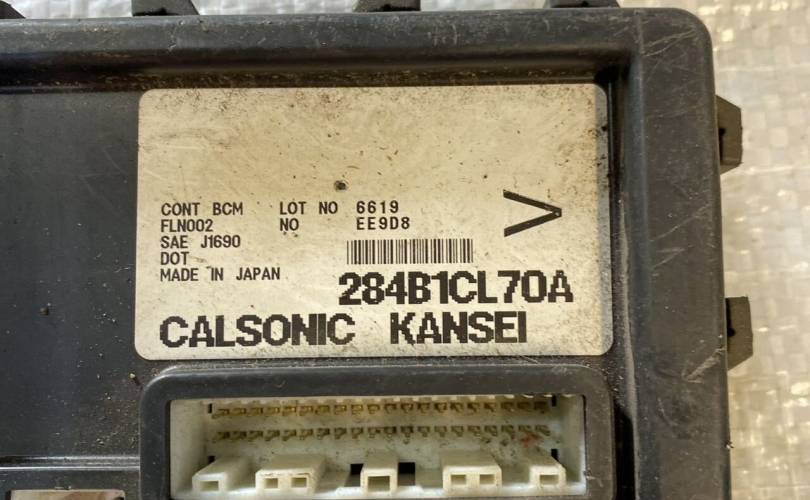 CONT BCM LOT NO 6619
FLN002 NO EE9D8
SAE J1690
DOT
MADE IN JAPAN
284B1CL70A
CALSONIC KANSEI